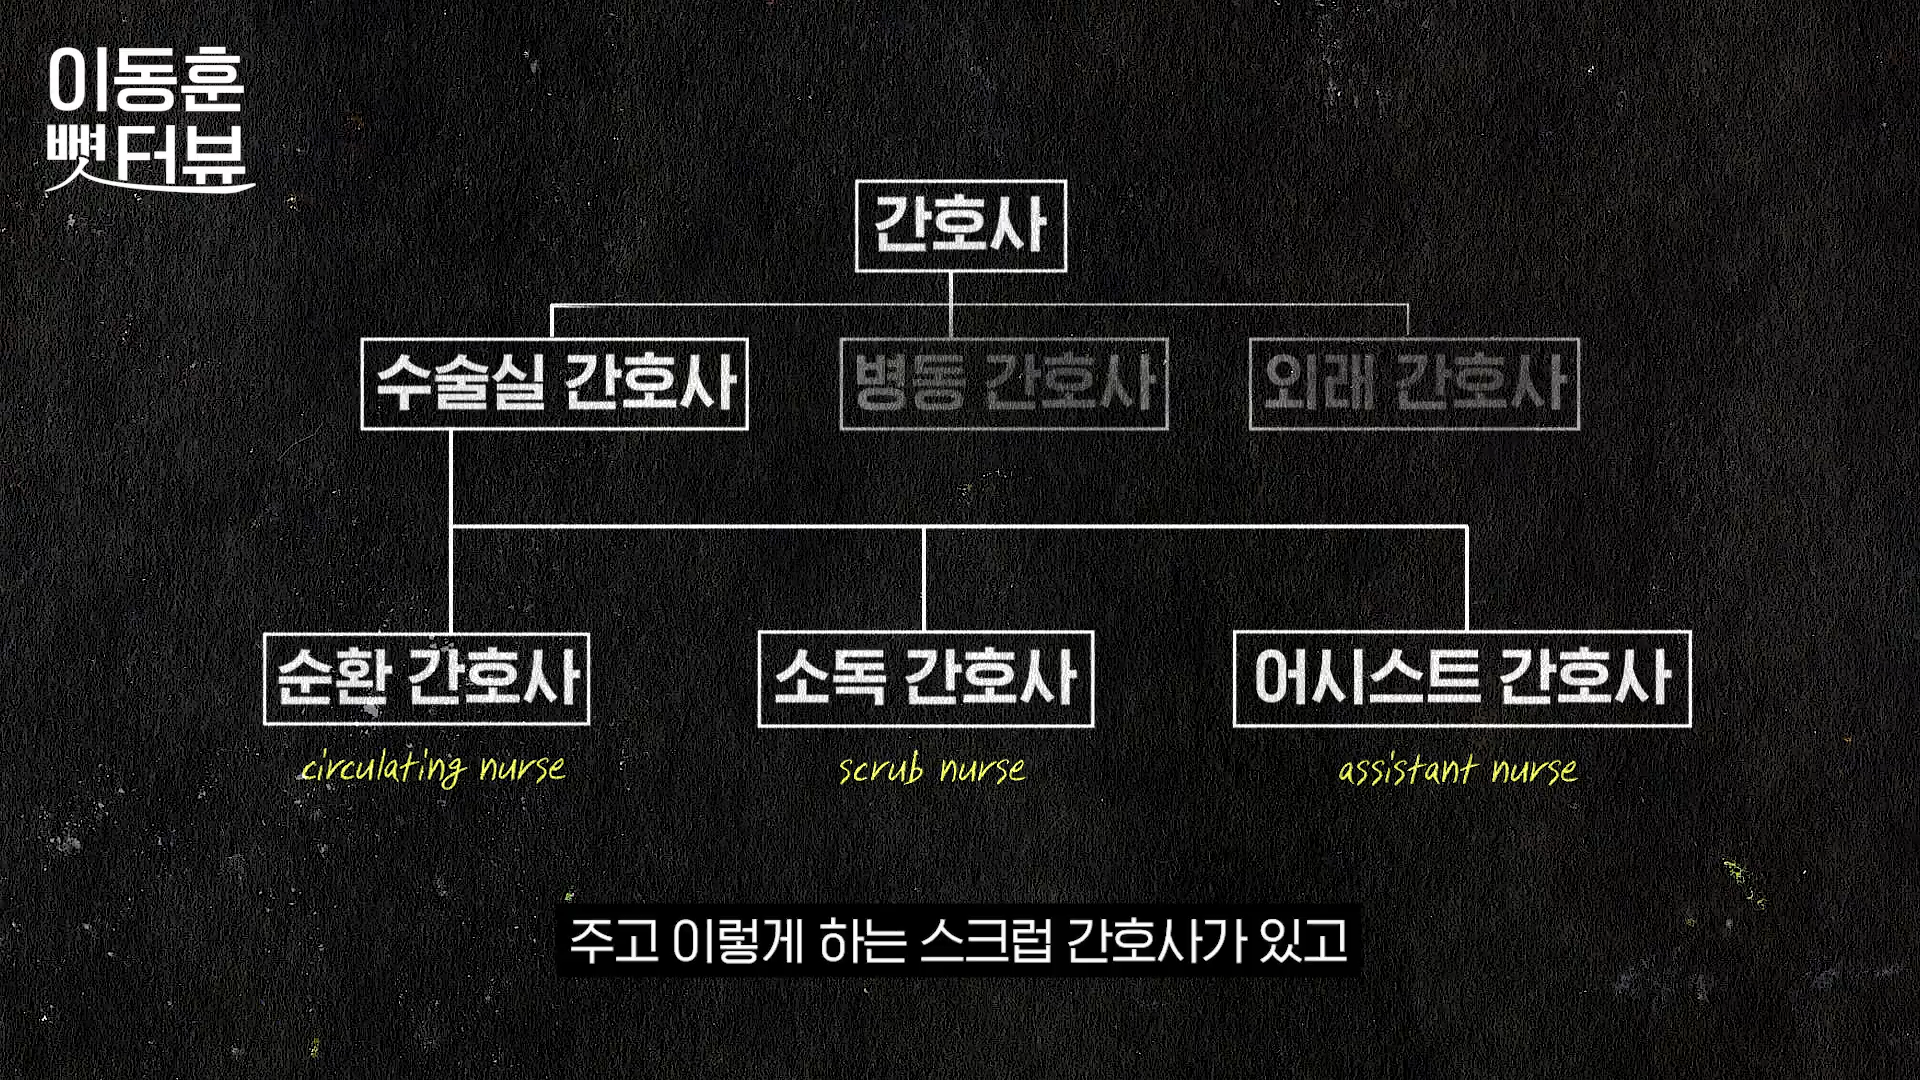 이동훈
뼛터뷰
간호사
수술실 간호사
병동 간호사
외래 간호사
순환 간호사
소독 간호사
어시스트 간호사
circulating nurse
scrub nurse
assistant nurse
주고 이렇게 하는 스크럽 간호사가 있고